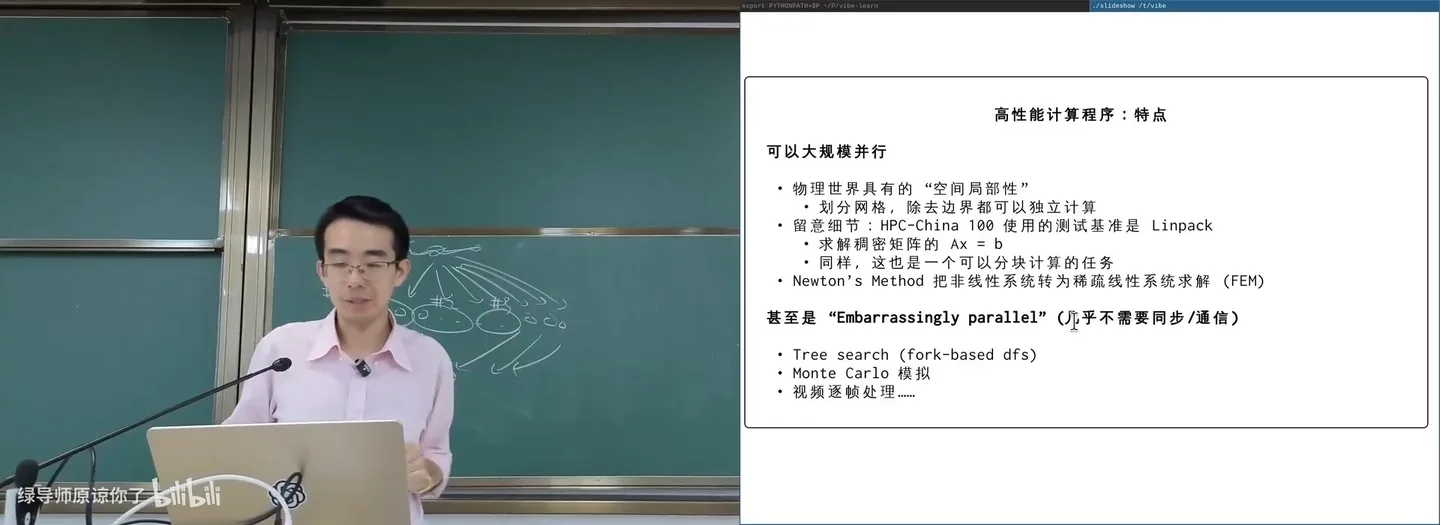 export PYTHONPATH=$P ~/P/vibe-learn
./slideshow /t/vibe
高性能计算程序：特点
可以大规模并行
• 物理世界具有的 “空间局部性”
• 划分网格，除去边界都可以独立计算
• 留意细节：HPC-China 100 使用的测试基准是 Linpack
• 求解稠密矩阵的 Ax = b
• 同样，这也是一个可以分块计算的任务
• Newton's Method 把非线性系统转为稀疏线性系统求解 (FEM)
甚至是 “Embarrassingly parallel” (几乎不需要同步/通信)
• Tree search (fork-based dfs)
• Monte Carlo 模拟
• 视频逐帧处理……
绿导师原谅你了 bilibili